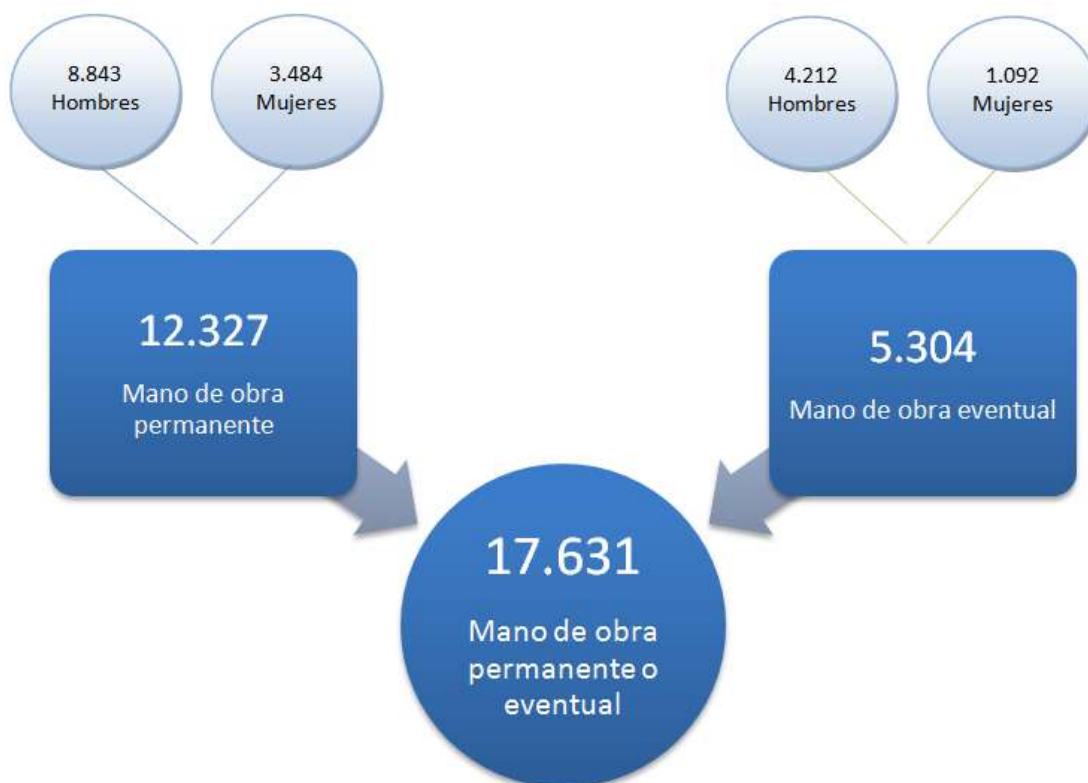 8.843
Hombres
3.484
Mujeres
4.212
Hombres
1.092
Mujeres
12.327
Mano de obra
permanente
5.304
Mano de obra eventual
17.631
Mano de obra
permanente o
eventual